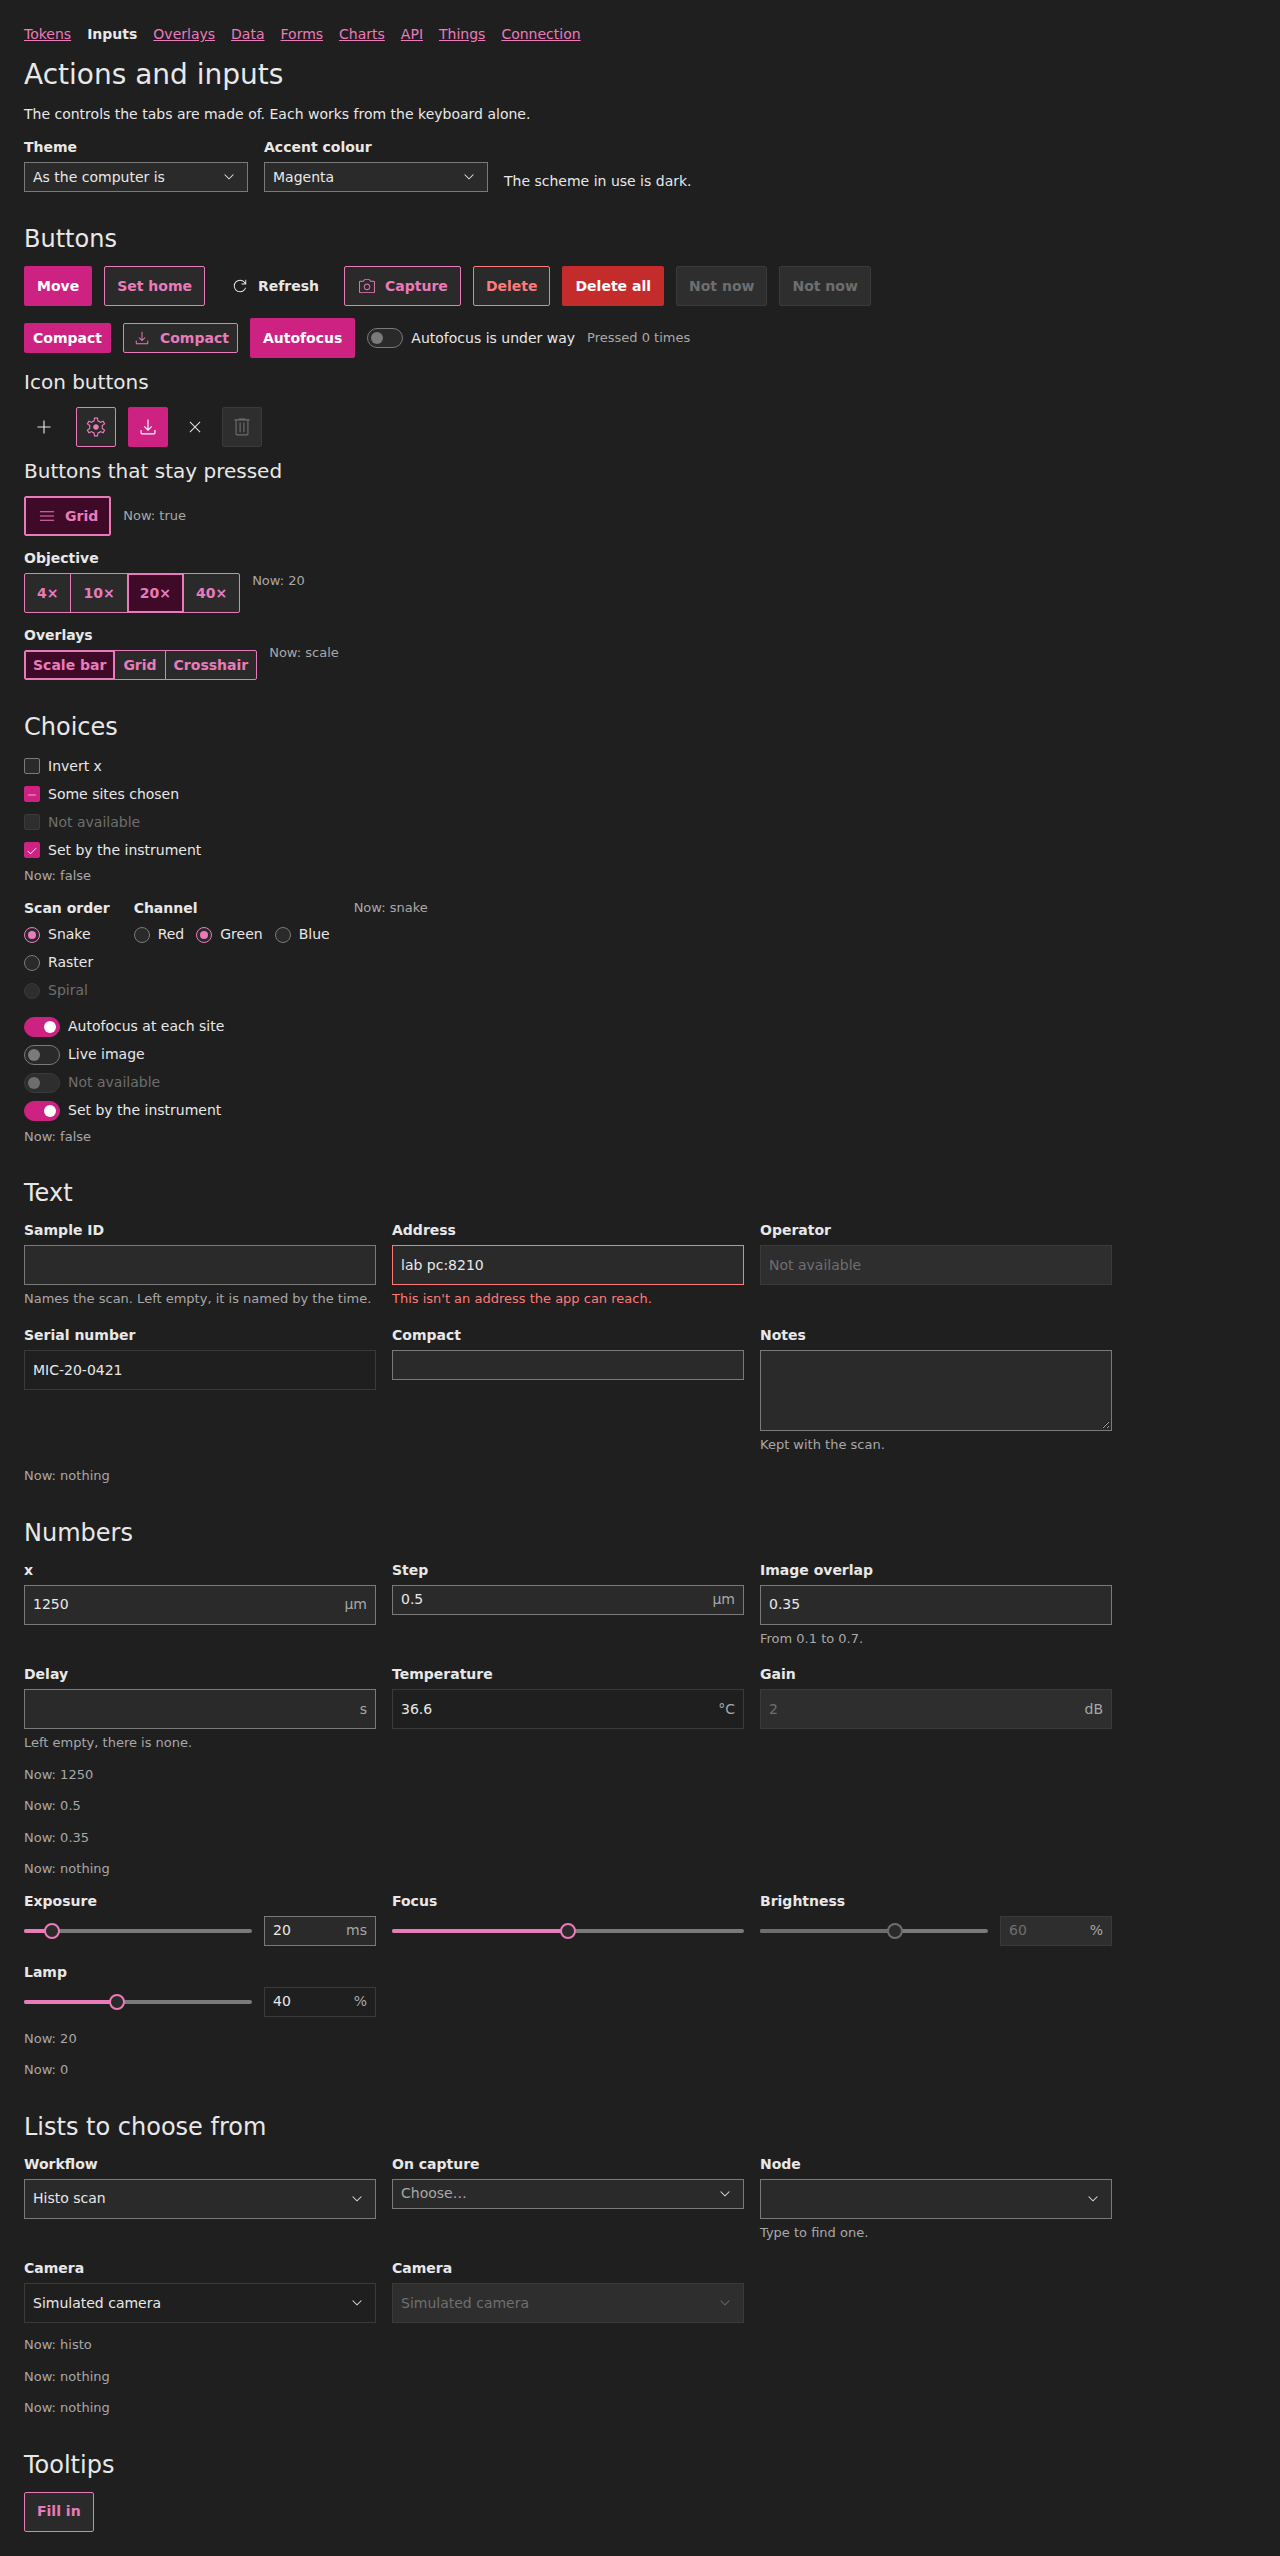 Tokens Inputs Overlays Data Forms Charts API Things Connection
Actions and inputs
The controls the tabs are made of. Each works from the keyboard alone.
Theme Accent colour
As the computer is Magenta The scheme in use is dark.
Buttons
Move Set home Refresh Capture Delete Delete all Not now Not now
Compact Compact Autofocus Autofocus is under way Pressed 0 times
Icon buttons
Buttons that stay pressed
Grid Now: true
Objective
4× 10× 20× 40× Now: 20
Overlays
Scale bar Grid Crosshair Now: scale
Choices
Invert x
Some sites chosen
Not available
Set by the instrument
Now: false
Scan order Channel Now: snake
Snake Red Green Blue
Raster
Spiral
Autofocus at each site
Live image
Not available
Set by the instrument
Now: false
Text
Sample ID Address Operator
lab pc:8210 Not available
Names the scan. Left empty, it is named by the time. This isn't an address the app can reach.
Serial number Compact Notes
MIC-20-0421
Kept with the scan.
Now: nothing
Numbers
x Step Image overlap
1250 µm 0.5 µm 0.35
From 0.1 to 0.7.
Delay Temperature Gain
s 36.6 °C 2 dB
Left empty, there is none.
Now: 1250
Now: 0.5
Now: 0.35
Now: nothing
Exposure Focus Brightness
20 ms 60 %
Lamp
40 %
Now: 20
Now: 0
Lists to choose from
Workflow On capture Node
Histo scan Choose...
Type to find one.
Camera Camera
Simulated camera Simulated camera
Now: histo
Now: nothing
Now: nothing
Tooltips
Fill in